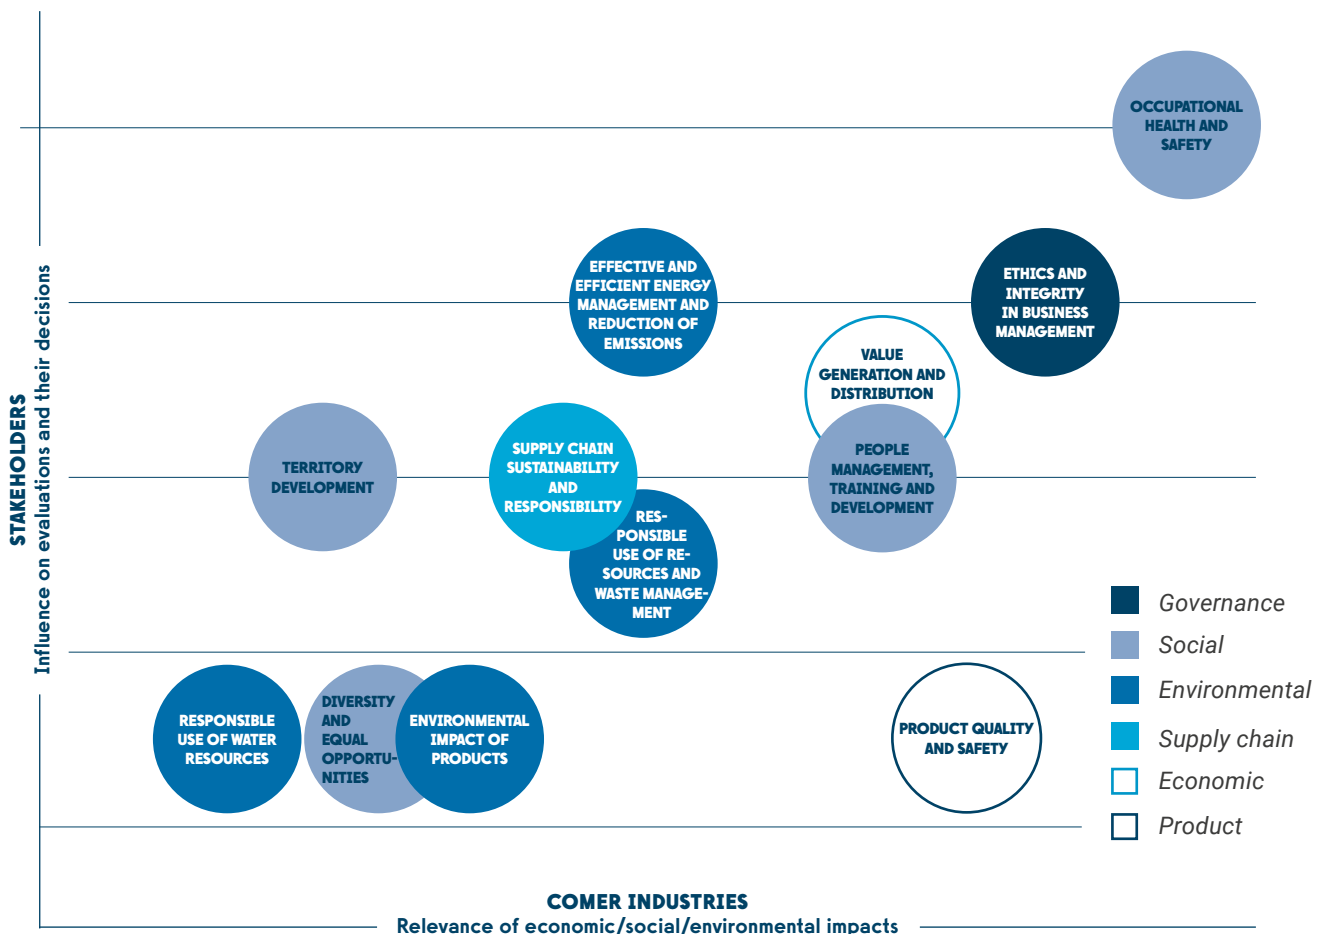 OCCUPATIONAL
HEALTH AND
SAFETY
EFFECTIVE AND
EFFICIENT ENERGY
MANAGEMENT AND
REDUCTION OF
EMISSIONS
ETHICS AND
INTEGRITY
IN BUSINESS
MANAGEMENT
VALUE
GENERATION AND
DISTRIBUTION
TERRITORY
DEVELOPMENT
SUPPLY CHAIN
SUSTAINABILITY
AND
RESPONSIBILITY
PEOPLE
MANAGEMENT,
TRAINING AND
DEVELOPMENT
RES-
PONSIBLE
USE OF RE-
SOURCES AND
WASTE MANAGE-
MENT
RESPONSIBLE
USE OF WATER
RESOURCES
DIVERSITY
AND
EQUAL
OPPORTU-
NITIES
ENVIRONMENTAL
IMPACT OF
PRODUCTS
PRODUCT QUALITY
AND SAFETY
Governance
Social
Environmental
Supply chain
Economic
Product
STAKEHOLDERS
Influence on evaluations and their decisions
COMER INDUSTRIES
Relevance of economic/social/environmental impacts